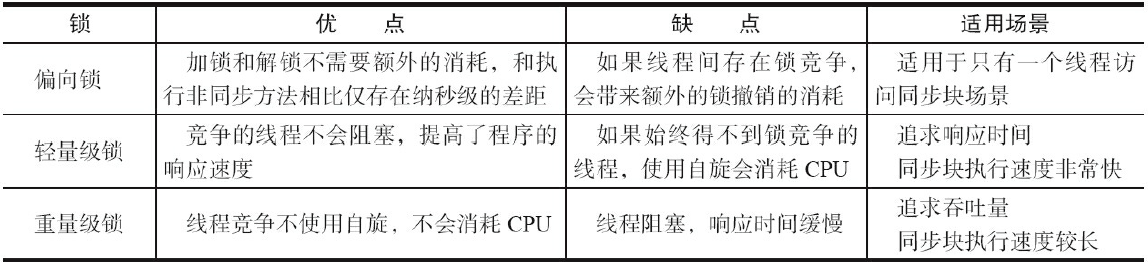 锁 优 点 缺 点 适用场景
偏向锁 加锁和解锁不需要额外的消耗，和执行非同步方法相比仅存在纳秒级的差距 如果线程间存在锁竞争，会带来额外的锁撤销的消耗 适用于只有一个线程访问同步块场景
轻量级锁 竞争的线程不会阻塞，提高了程序的响应速度 如果始终得不到锁竞争的线程，使用自旋会消耗 CPU 追求响应时间 同步块执行速度非常快
重量级锁 线程竞争不使用自旋，不会消耗 CPU 线程阻塞，响应时间缓慢 追求吞吐量 同步块执行速度较长